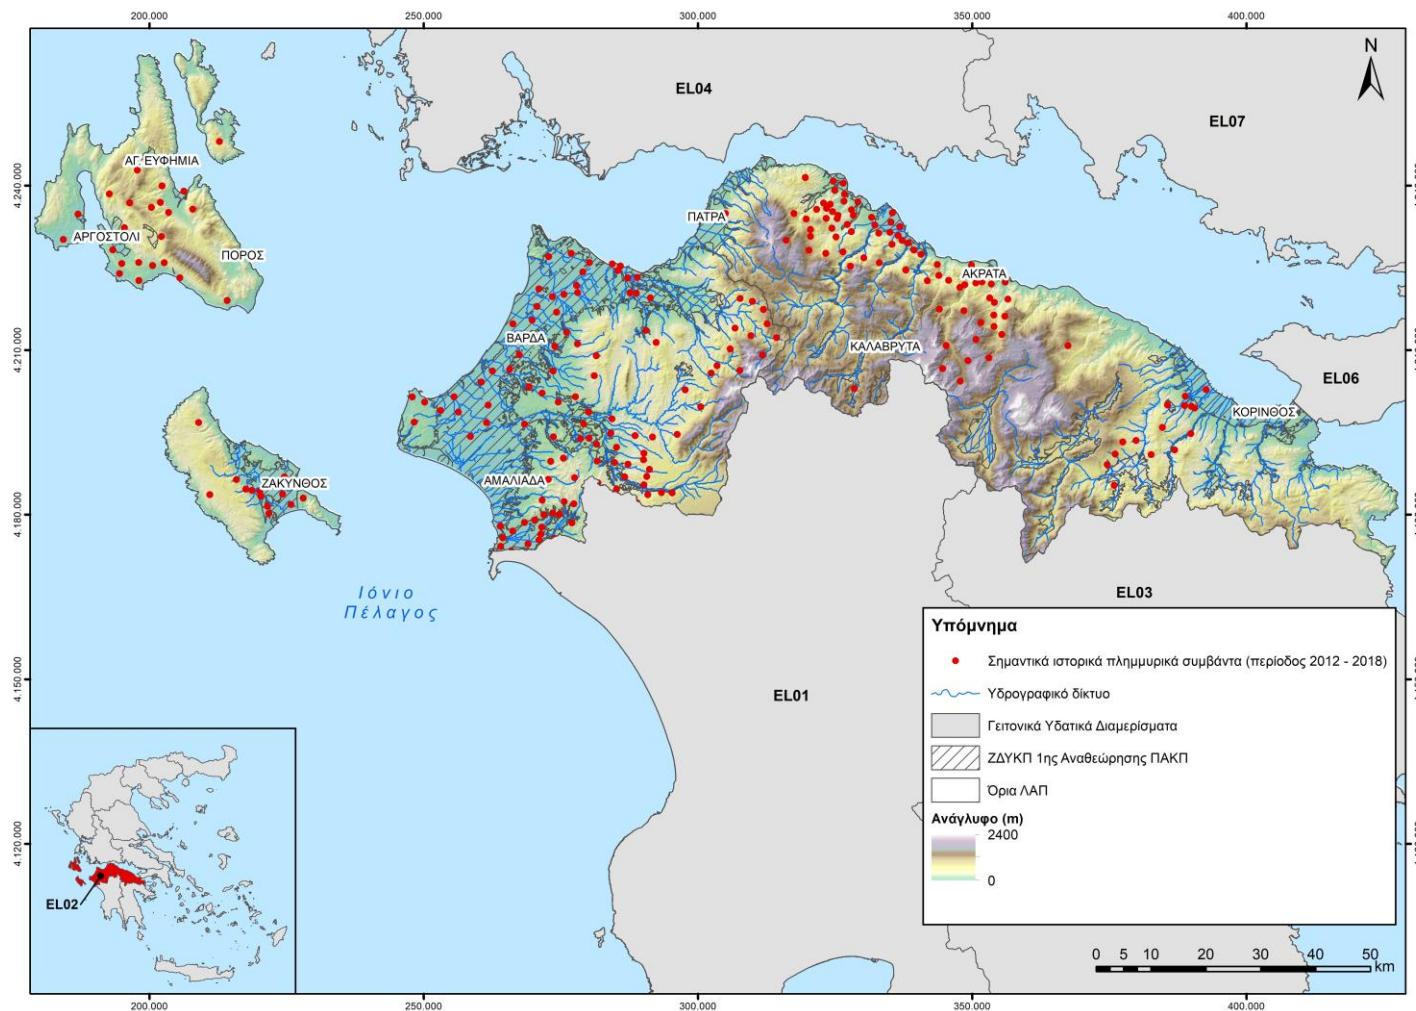 200.000 250.000 300.000 350.000 400.000
N
EL04
EL07
ΑΓ. ΕΥΦΗΜΙΑ
4.240.000
ΠΑΤΡΑ
ΑΡΓΟΣΤΟΛΙ
ΠΟΡΟΣ
ΑΚΡΑΤΑ
ΒΑΡΔΑ
ΚΑΛΑΒΡΥΤΑ
4.210.000
EL06
ΚΟΡΙΝΘΟΣ
ΖΑΚΥΝΘΟΣ
ΑΜΑΛΙΑΔΑ
4.180.000
Ιόνιο
Πέλαγος
EL03
EL01
4.150.000
Υπόμνημα
Σημαντικά ιστορικά πλημμυρικά συμβάντα (περίοδος 2012 - 2018)
Υδρογραφικό δίκτυο
Γειτονικά Υδατικά Διαμερίσματα
ΖΔΥΚΠ 1ης Αναθεώρησης ΠΑΚΠ
Όρια ΛΑΠ
Ανάγλυφο (m)
2400
0
4.120.000
EL02
0 5 10 20 30 40 50
km
200.000 250.000 300.000 350.000 400.000